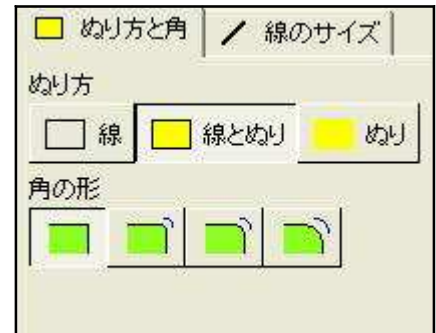 ぬり方と角 線のサイズ
ぬり方
線 線とぬり ぬり
角の形